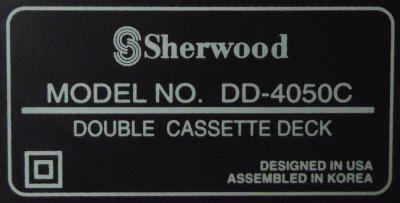 Sherwood
MODEL NO. DD-4050C
DOUBLE CASSETTE DECK
DESIGNED IN USA
ASSEMBLED IN KOREA